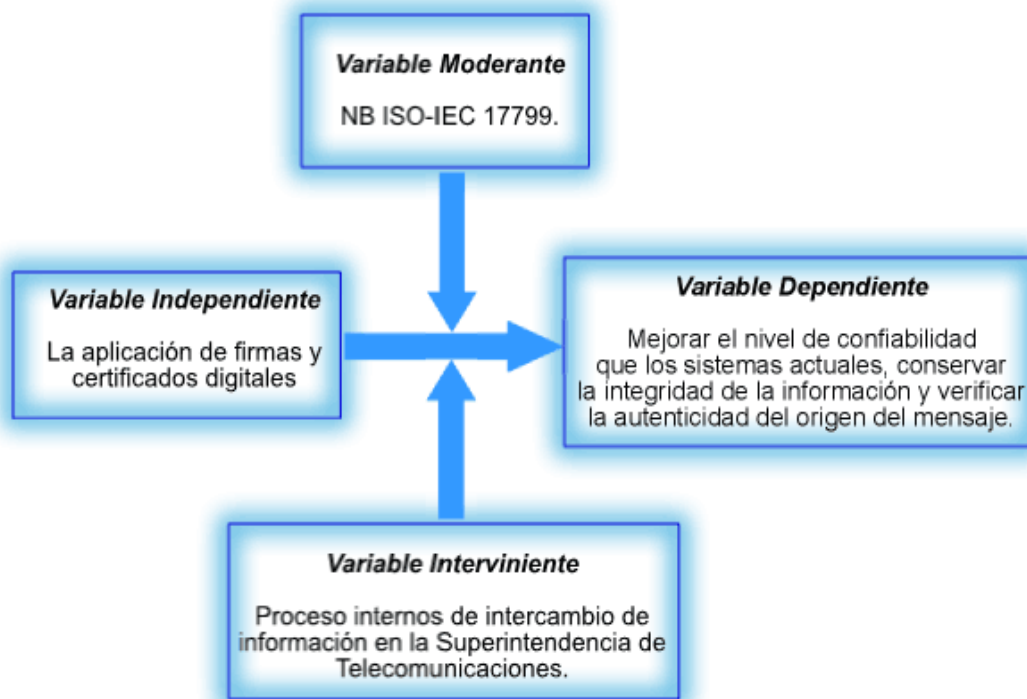 Variable Moderante
NB ISO-IEC 17799.
Variable Independiente
La aplicación de firmas y
certificados digitales
Variable Dependiente
Mejorar el nivel de confiabilidad
que los sistemas actuales, conservar
la integridad de la información y verificar
la autenticidad del origen del mensaje.
Variable Interviniente
Proceso internos de intercambio de
información en la Superintendencia de
Telecomunicaciones.